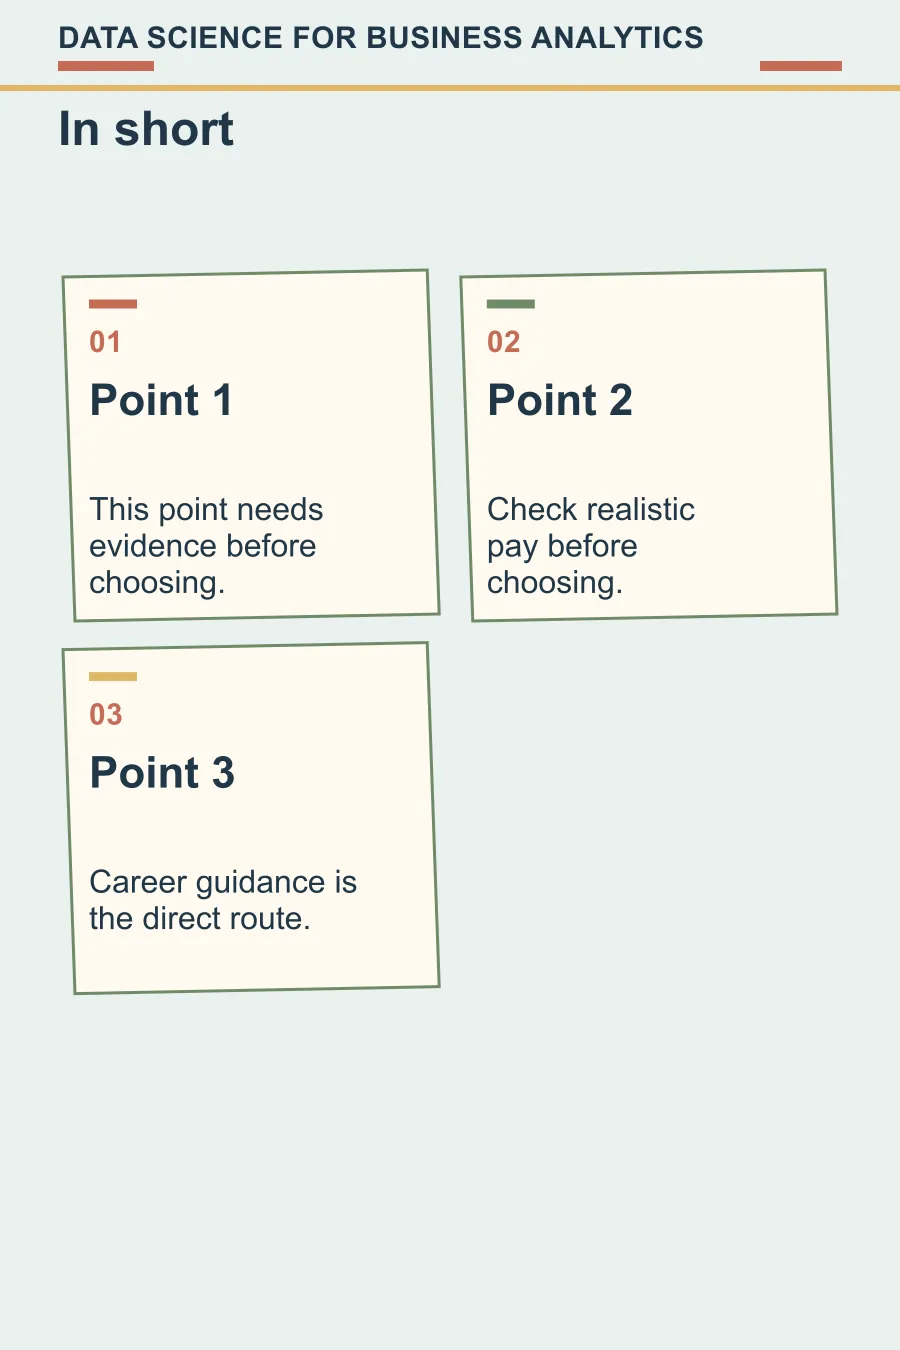 DATA SCIENCE FOR BUSINESS ANALYTICS
In short
01
Point 1
This point needs
evidence before
choosing.
02
Point 2
Check realistic
pay before
choosing.
03
Point 3
Career guidance is
the direct route.